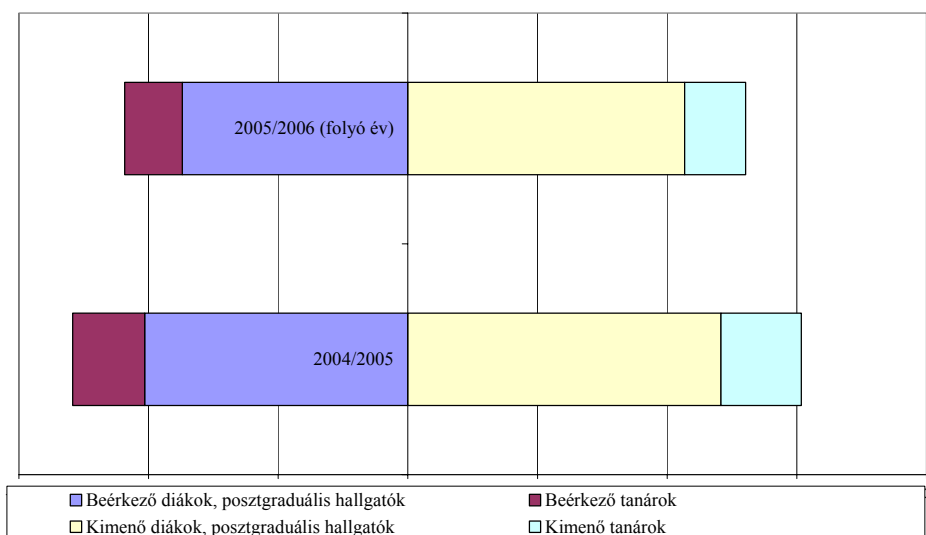 2005/2006 (folyó év)
2004/2005
Beérkező diákok, posztgraduális hallgatók
Beérkező tanárok
Kimenő diákok, posztgraduális hallgatók
Kimenő tanárok